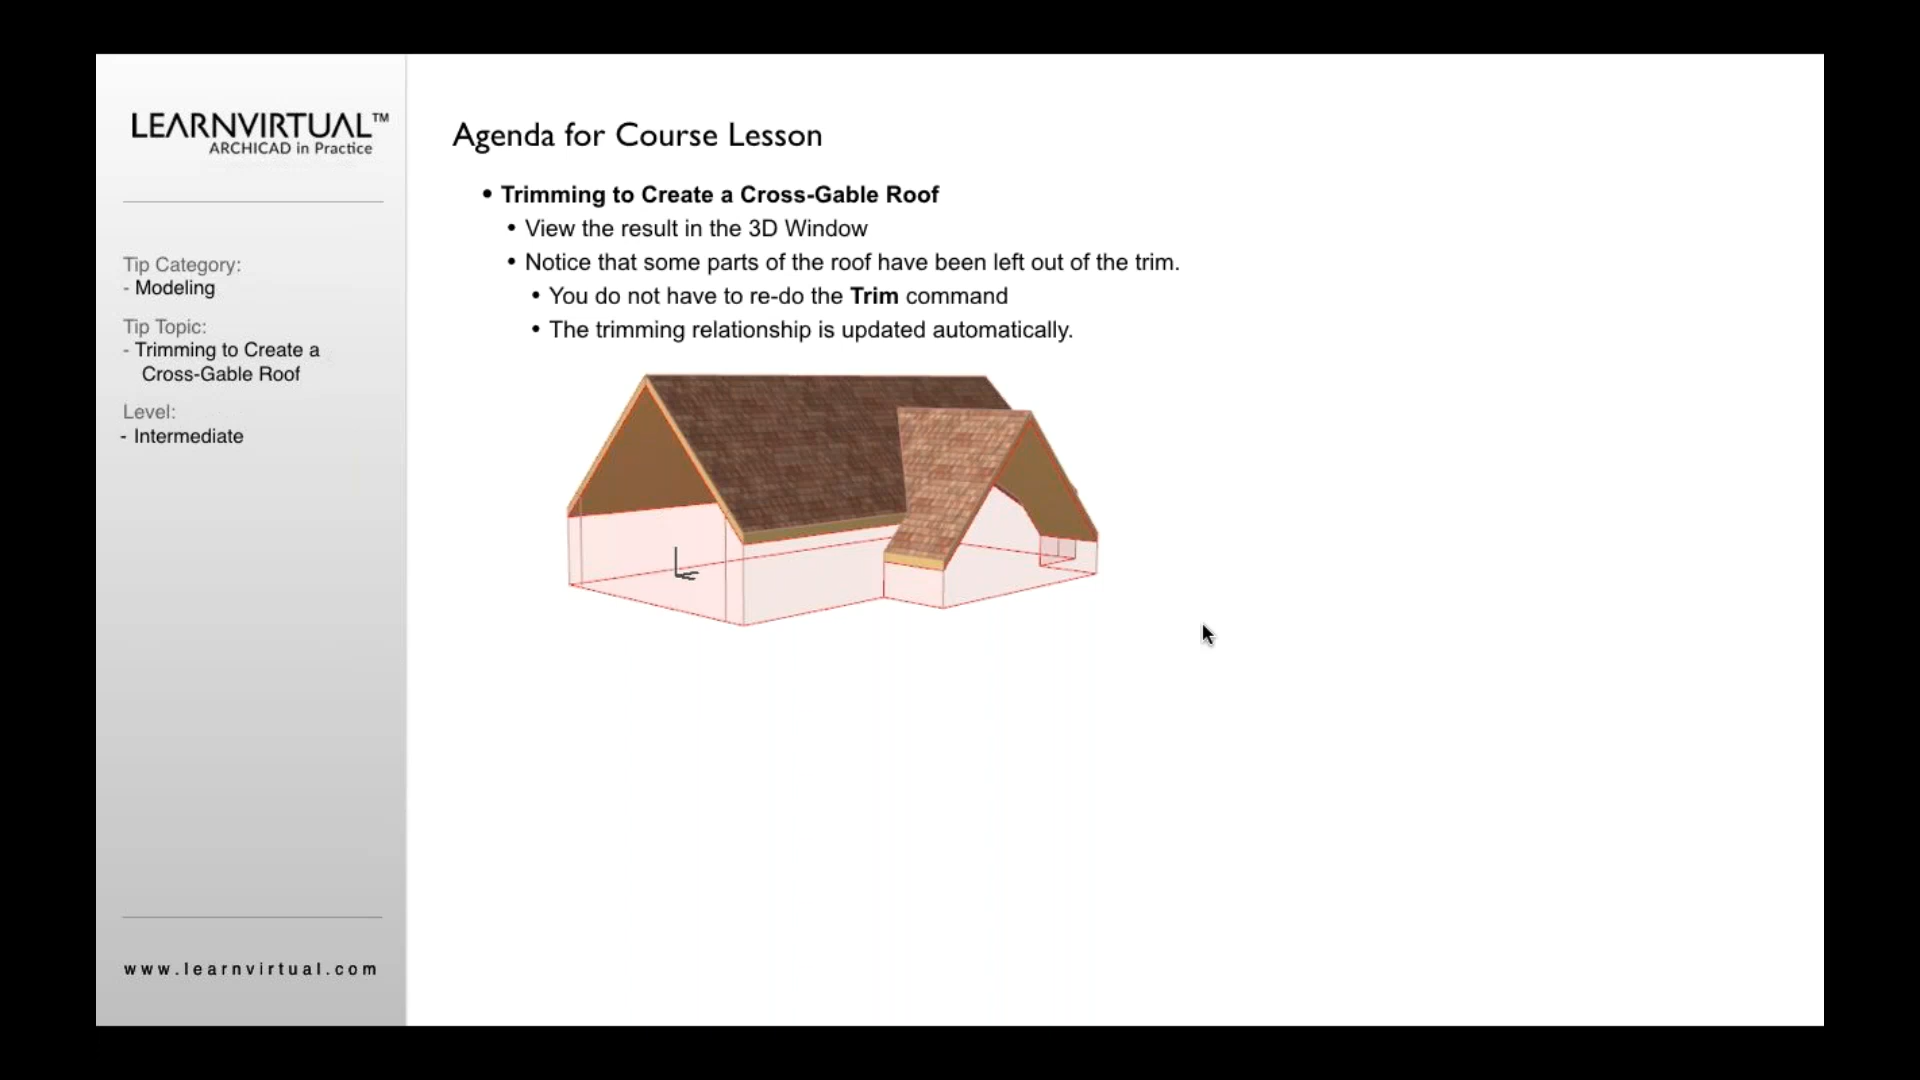 LEARNVIRTUAL™
ARCHICAD in Practice
Tip Category:
- Modeling
Tip Topic:
- Trimming to Create a
Cross-Gable Roof
Level:
- Intermediate
www.learnvirtual.com
Agenda for Course Lesson
• Trimming to Create a Cross-Gable Roof
• View the result in the 3D Window
• Notice that some parts of the roof have been left out of the trim.
• You do not have to re-do the Trim command
• The trimming relationship is updated automatically.